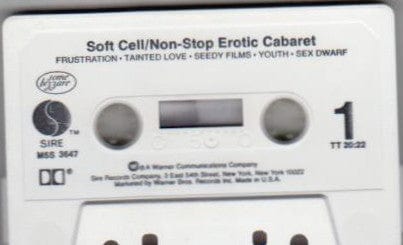 Soft Cell/Non-Stop Erotic Cabaret
FRUSTRATION • TAINTED LOVE • SEEDY FILMS • YOUTH • SEX DWARF
some
bizzare
TM
SIRE
M5S 3647
1
TT 20:22
A Warner Communications Company
Sire Records Company, 3 East 54th Street, New York, New York 10022
Marketed by Warner Bros. Records Inc. Made in U.S.A.